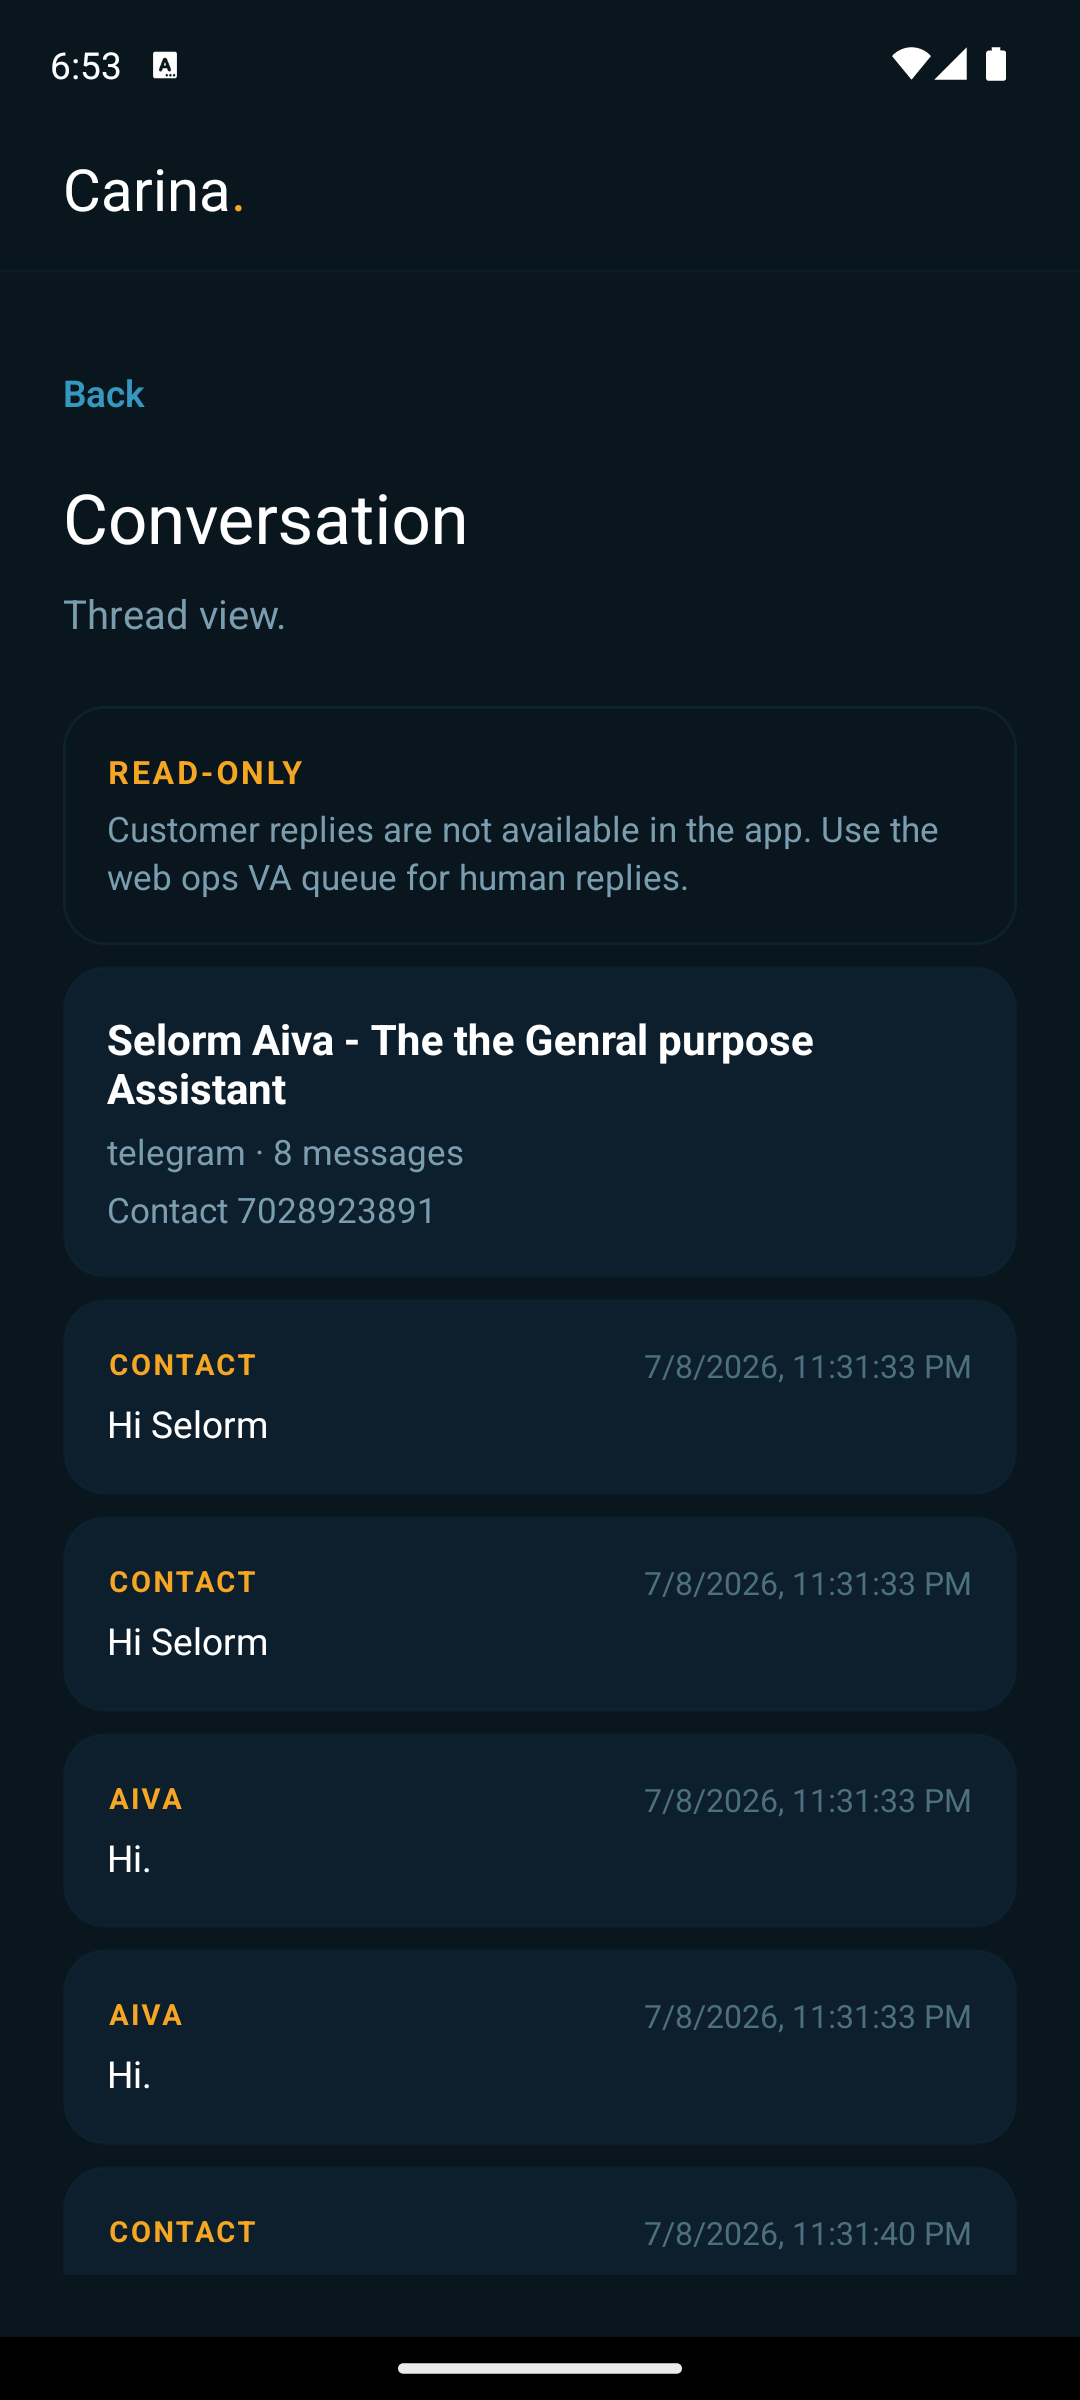 6:53
Carina.
Back
Conversation
Thread view.
READ-ONLY
Customer replies are not available in the app. Use the
web ops VA queue for human replies.
Selorm Aiva - The the Genral purpose
Assistant
telegram · 8 messages
Contact 7028923891
CONTACT 7/8/2026, 11:31:33 PM
Hi Selorm
CONTACT 7/8/2026, 11:31:33 PM
Hi Selorm
AIVA 7/8/2026, 11:31:33 PM
Hi.
AIVA 7/8/2026, 11:31:33 PM
Hi.
CONTACT 7/8/2026, 11:31:40 PM